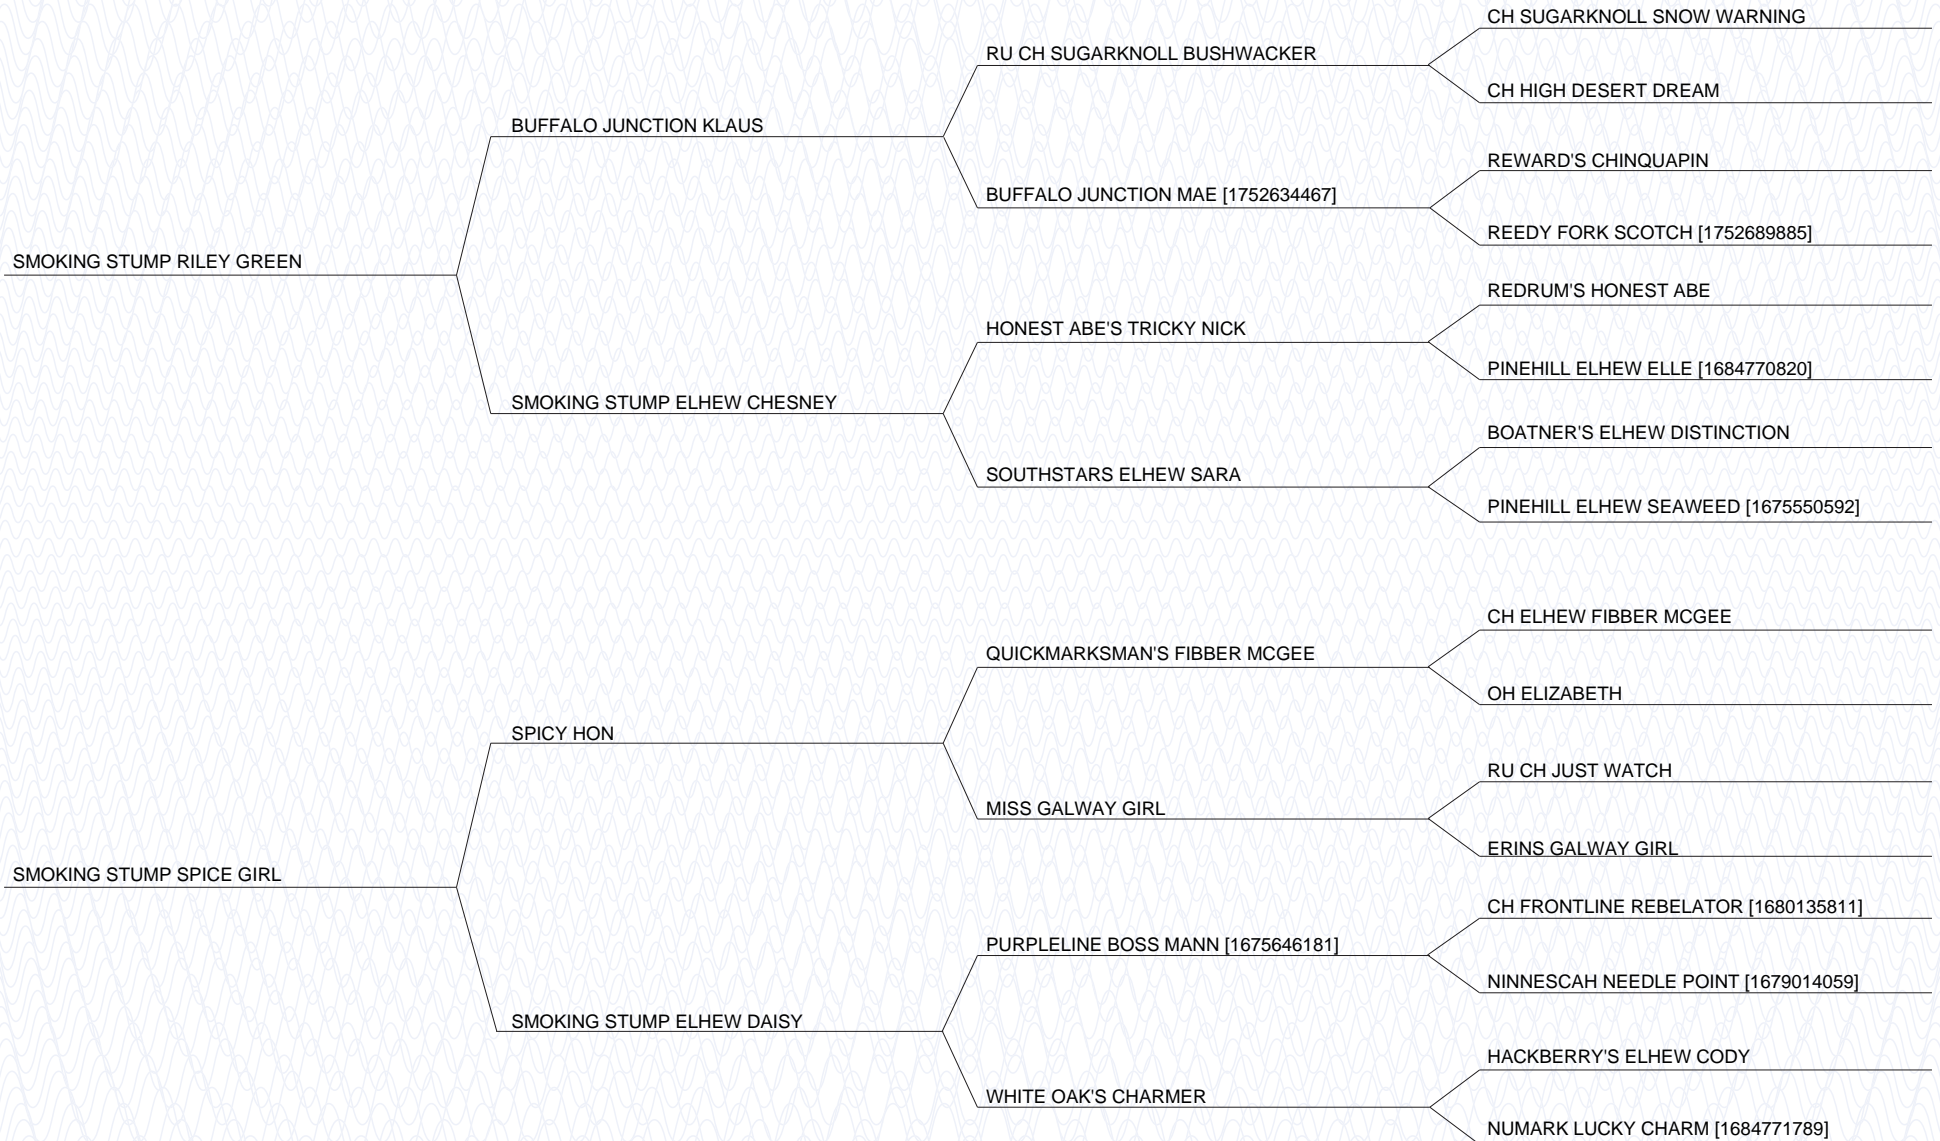 CH SUGARKNOLL SNOW WARNING
RU CH SUGARKNOLL BUSHWACKER
CH HIGH DESERT DREAM
BUFFALO JUNCTION KLAUS
REWARD'S CHINQUAPIN
BUFFALO JUNCTION MAE [1752634467]
REEDY FORK SCOTCH [1752689885]
SMOKING STUMP RILEY GREEN
REDRUM'S HONEST ABE
HONEST ABE'S TRICKY NICK
PINEHILL ELHEW ELLE [1684770820]
SMOKING STUMP ELHEW CHESNEY
BOATNER'S ELHEW DISTINCTION
SOUTHSTARS ELHEW SARA
PINEHILL ELHEW SEAWEED [1675550592]
CH ELHEW FIBBER MCGEE
QUICKMARKSMAN'S FIBBER MCGEE
OH ELIZABETH
SPICY HON
RU CH JUST WATCH
MISS GALWAY GIRL
ERINS GALWAY GIRL
SMOKING STUMP SPICE GIRL
CH FRONTLINE REBELATOR [1680135811]
PURPLELINE BOSS MANN [1675646181]
NINNESCAH NEEDLE POINT [1679014059]
SMOKING STUMP ELHEW DAISY
HACKBERRY'S ELHEW CODY
WHITE OAK'S CHARMER
NUMARK LUCKY CHARM [1684771789]